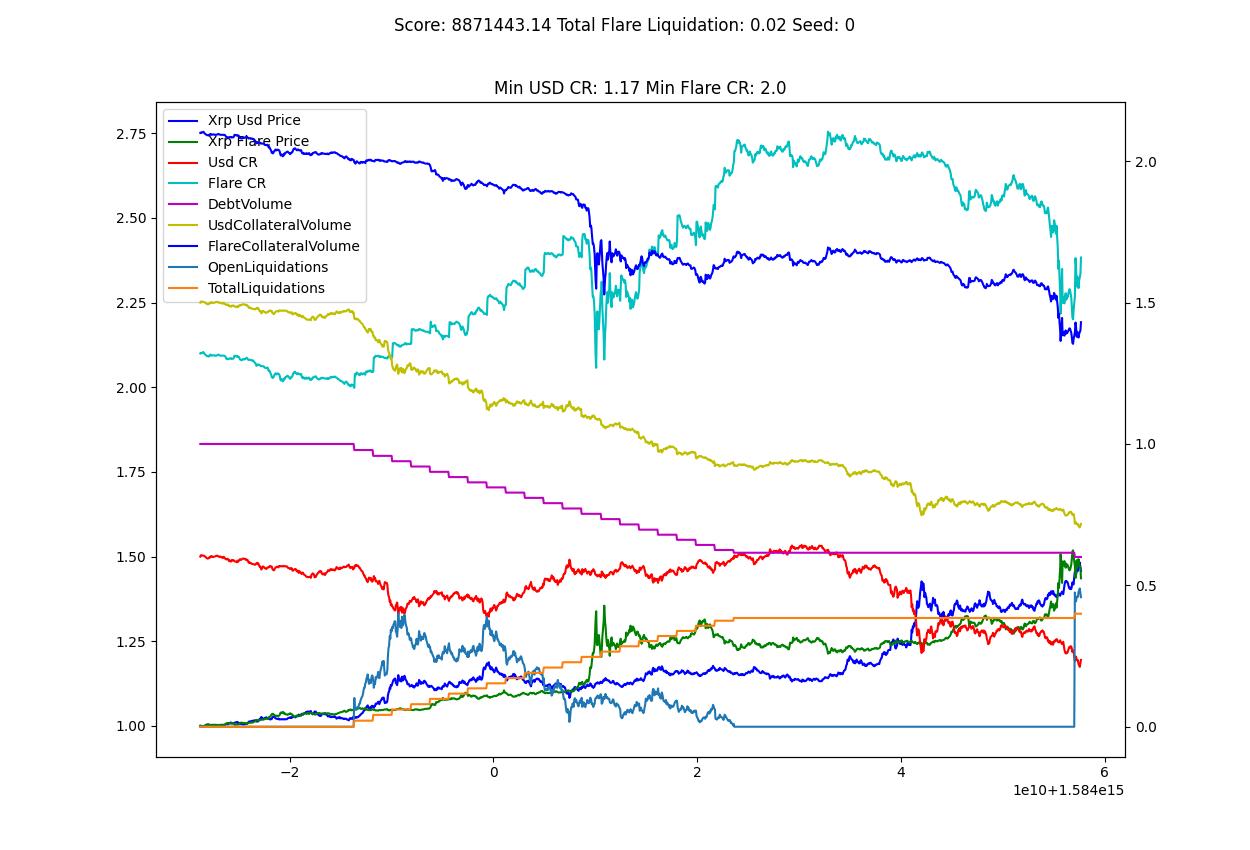 Score: 8871443.14 Total Flare Liquidation: 0.02 Seed: 0
Min USD CR: 1.17 Min Flare CR: 2.0
Xrp Usd Price
Xrp Flare Price
Usd CR
Flare CR
DebtVolume
UsdCollateralVolume
FlareCollateralVolume
OpenLiquidations
TotalLiquidations
2.75
2.50
2.25
2.00
1.75
1.50
1.25
1.00
2.0
1.5
1.0
0.5
0.0
−2
0
2
4
6
1e10+1.584e15